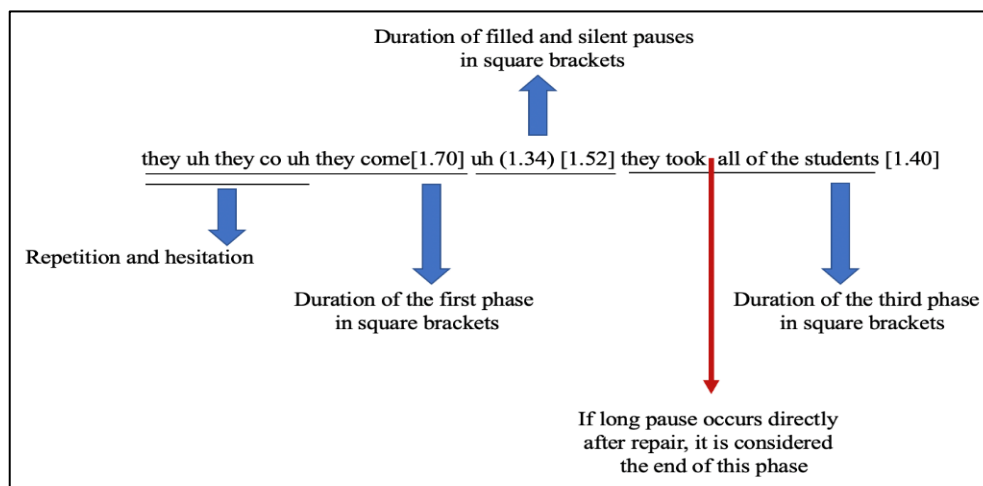 Duration of filled and silent pauses
in square brackets
they uh they co uh they come[1.70] uh (1.34) [1.52] they took all of the students [1.40]
Repetition and hesitation
Duration of the first phase
in square brackets
Duration of the third phase
in square brackets
If long pause occurs directly
after repair, it is considered
the end of this phase